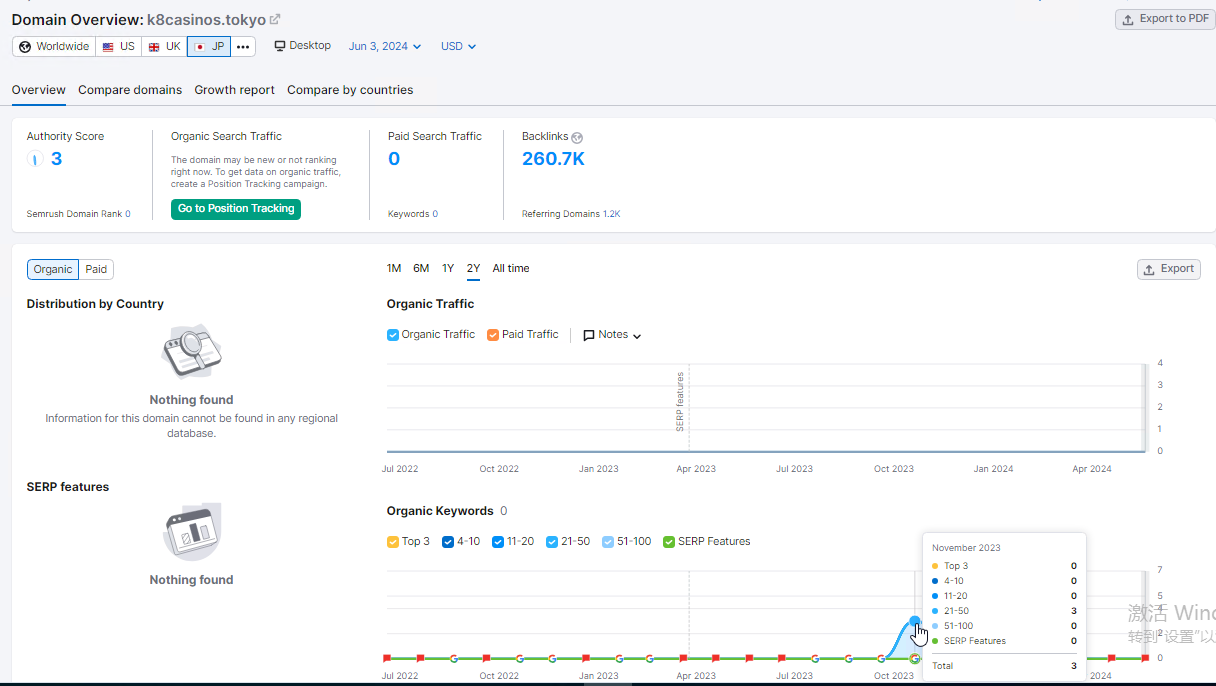 Domain Overview: k8casinos.tokyo
Export to PDF
Worldwide US UK JP ••• Desktop Jun 3, 2024 USD
Overview Compare domains Growth report Compare by countries
Authority Score
3
Semrush Domain Rank 0
Organic Search Traffic
The domain may be new or not ranking
right now. To get data on organic traffic,
create a Position Tracking campaign.
Go to Position Tracking
Paid Search Traffic
0
Keywords 0
Backlinks
260.7K
Referring Domains 1.2K
Organic Paid
Distribution by Country
Nothing found
Information for this domain cannot be found in any regional
database.
SERP features
Nothing found
1M 6M 1Y 2Y All time
Export
Organic Traffic
Organic Traffic Paid Traffic Notes
4
3
2
1
0
SERP features
Jul 2022 Oct 2022 Jan 2023 Apr 2023 Jul 2023 Oct 2023 Jan 2024 Apr 2024
Organic Keywords 0
Top 3 4-10 11-20 21-50 51-100 SERP Features
7
5
4
2
0
November 2023
Top 3 0
4-10 0
11-20 0
21-50 3
51-100 0
SERP Features 0
Total 3
Jul 2022 Oct 2022 Jan 2023 Apr 2023 Jul 2023 Oct 2023 2024 Apr 2024
激活 Wind
转到"设置"以